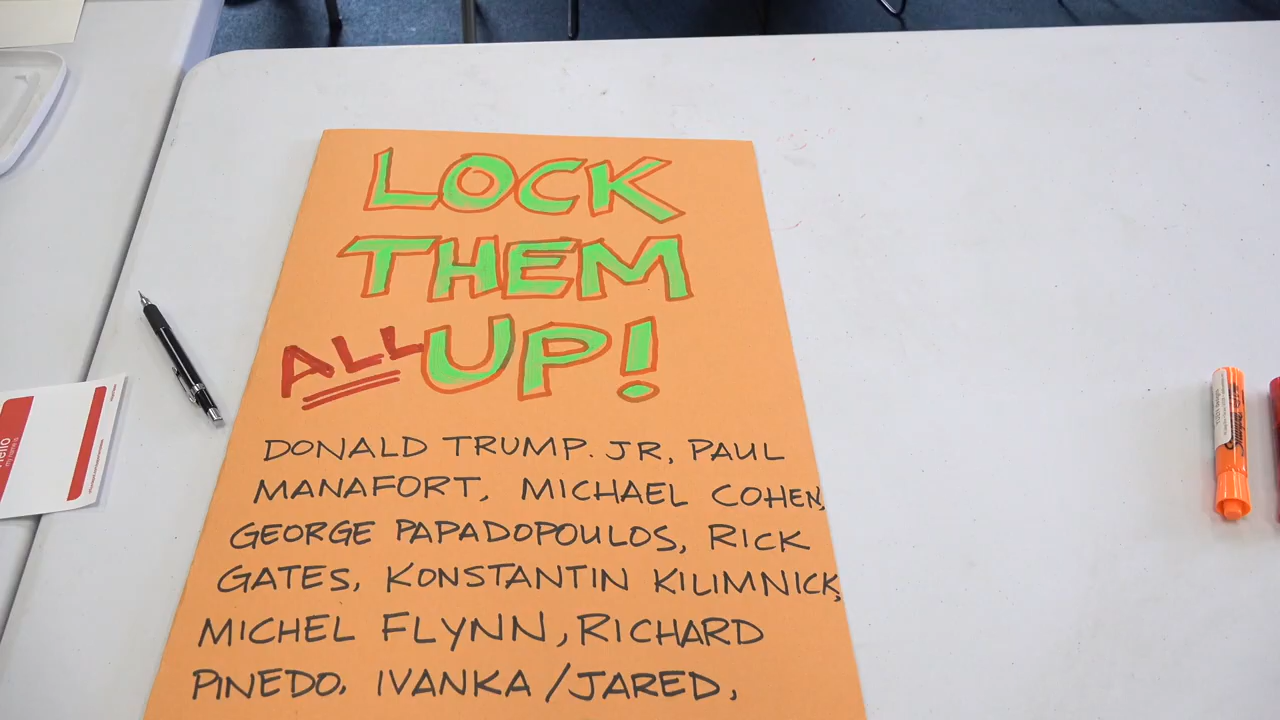 LOCK
THEM
ALL UP!
DONALD TRUMP. JR, PAUL
MANAFORT, MICHAEL COHEN,
GEORGE PAPADOPOULOS, RICK
GATES, KONSTANTIN KILIMNICK,
MICHEL FLYNN, RICHARD
PINEDO, IVANKA/JARED,
Hello